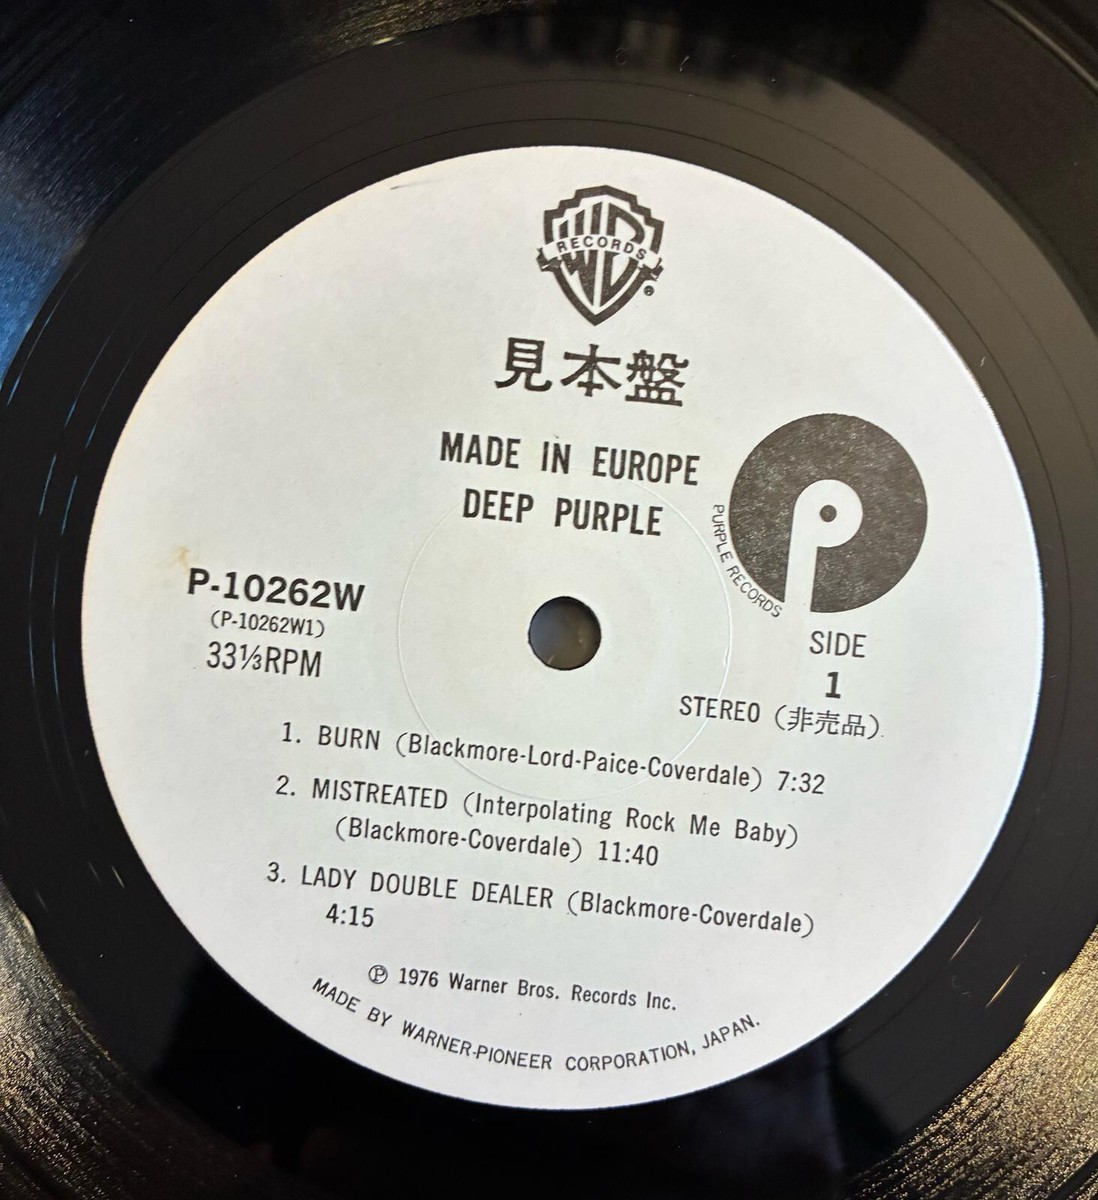 WB
RECORDS
®
見本盤
MADE IN EUROPE
DEEP PURPLE
PURPLE RECORDS
P-10262W
(P-10262W1)
33⅓RPM
SIDE
1
STEREO (非売品)
1. BURN (Blackmore-Lord-Paice-Coverdale) 7:32
2. MISTREATED (Interpolating Rock Me Baby)
(Blackmore-Coverdale) 11:40
3. LADY DOUBLE DEALER (Blackmore-Coverdale)
4:15
℗ 1976 Warner Bros. Records Inc.
MADE BY WARNER-PIONEER CORPORATION, JAPAN.